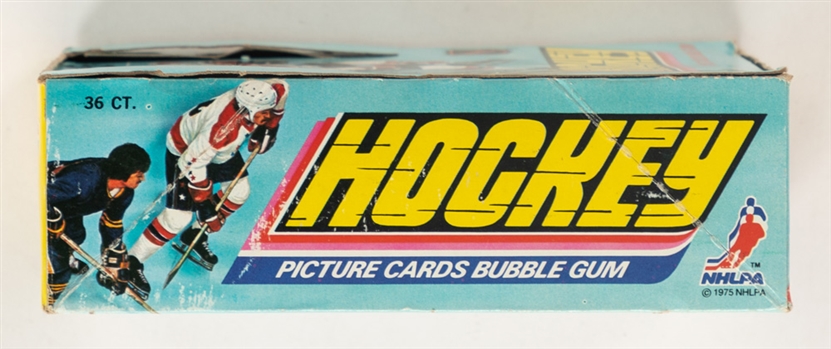 36 CT.
HOCKEY
PICTURE CARDS BUBBLE GUM
TM
NHLPA
© 1975 NHLPA